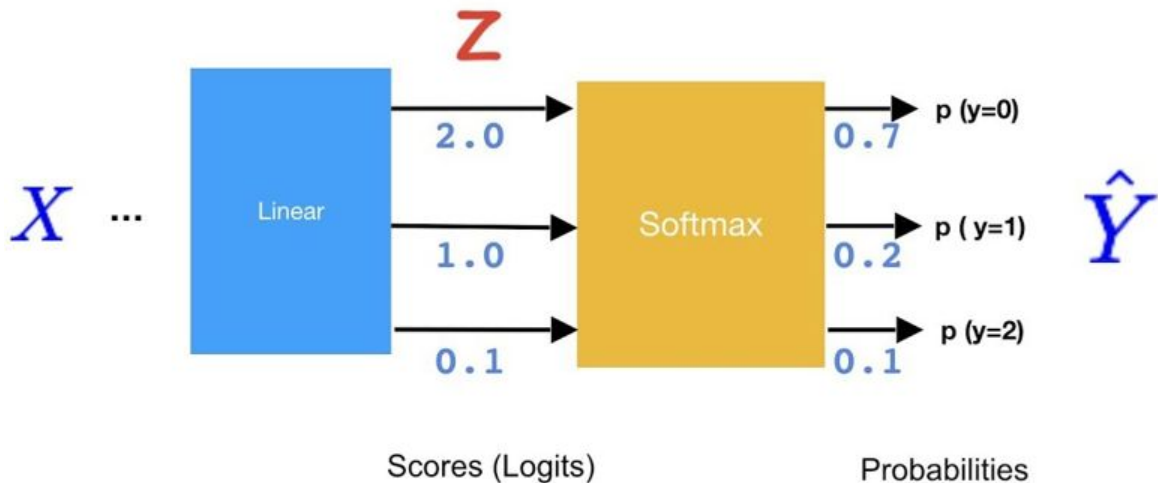 Z
2.0
0.7
p (y=0)
X ...
Linear
1.0
Softmax
0.2
p ( y=1)
Ŷ
0.1
0.1
p (y=2)
Scores (Logits)
Probabilities